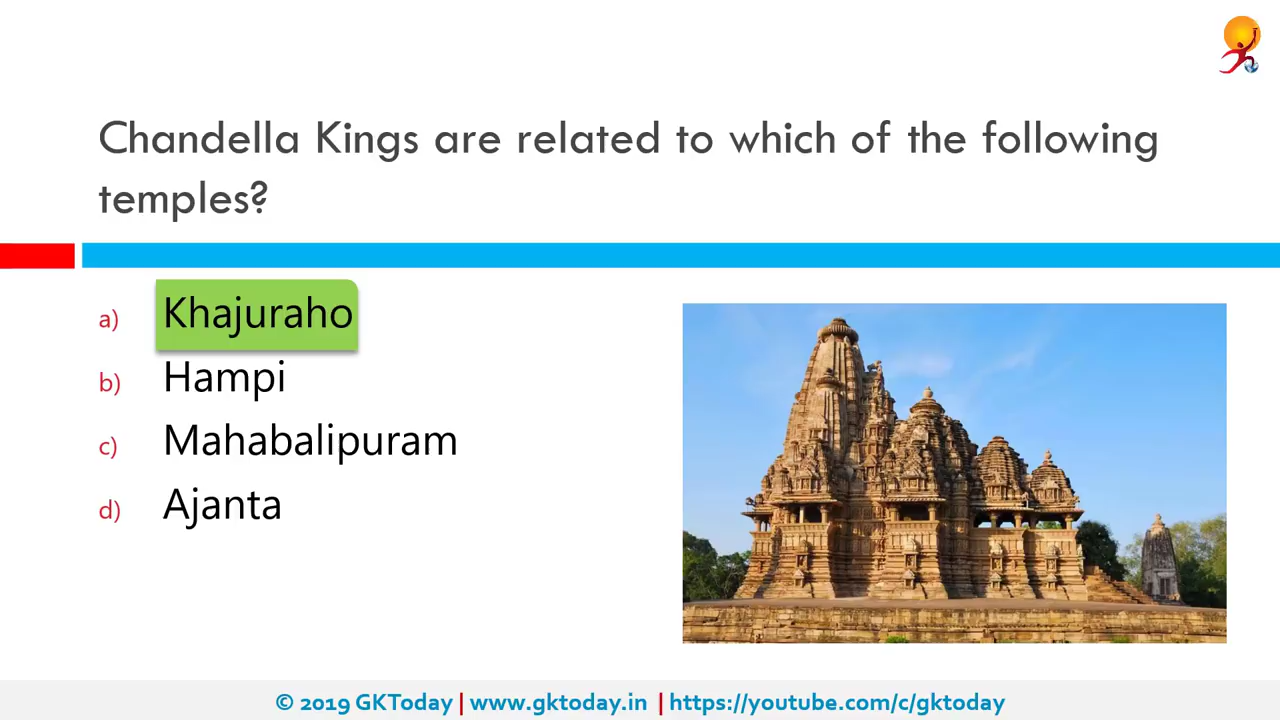 Chandella Kings are related to which of the following
temples?
a) Khajuraho
b) Hampi
c) Mahabalipuram
d) Ajanta
© 2019 GKToday | www.gktoday.in | https://youtube.com/c/gktoday